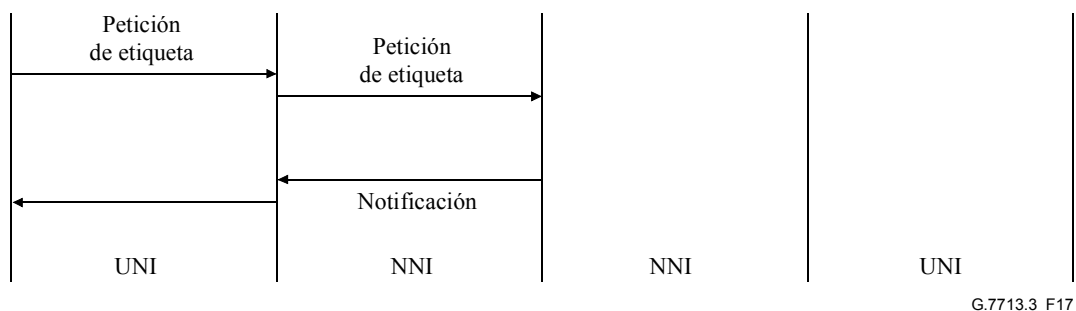 Petición
de etiqueta
Petición
de etiqueta
Notificación
UNI
NNI
NNI
UNI
G.7713.3 F17